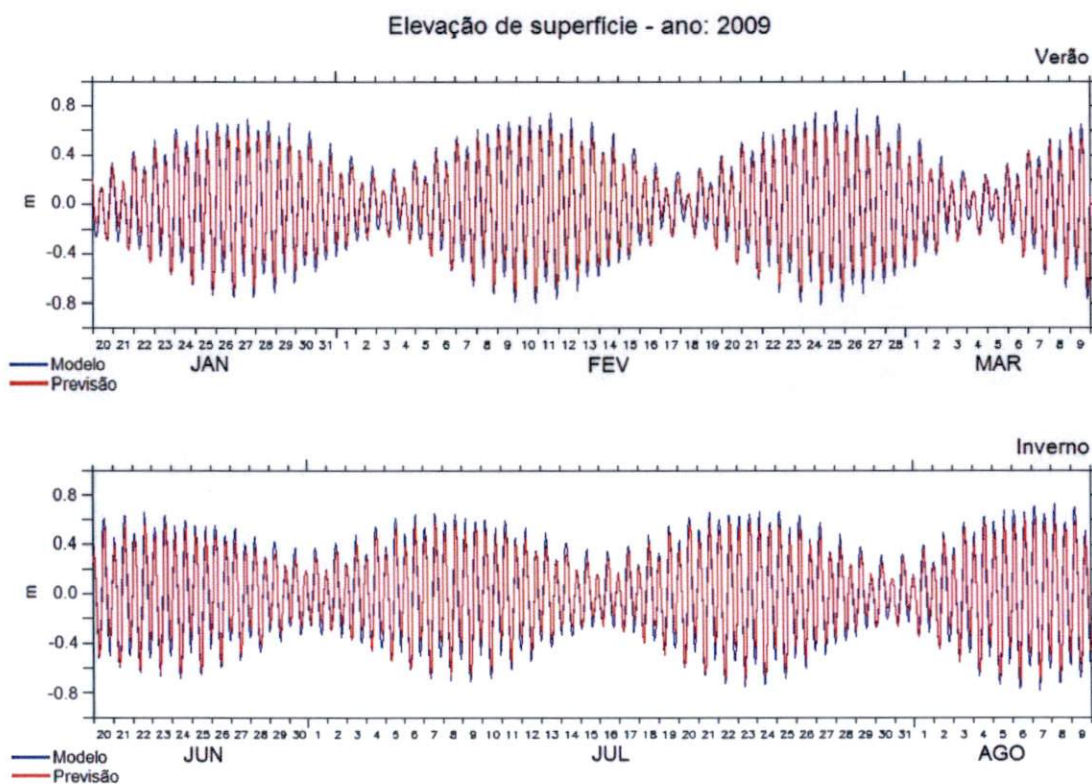 Elevação de superfície - ano: 2009
Verão
0.8
0.4
0.0
-0.4
-0.8
m
20 21 22 23 24 25 26 27 28 29 30 31 1 2 3 4 5 6 7 8 9 10 11 12 13 14 15 16 17 18 19 20 21 22 23 24 25 26 27 28 1 2 3 4 5 6 7 8 9
JAN FEV MAR
Modelo
Previsão
Inverno
0.8
0.4
0.0
-0.4
-0.8
m
20 21 22 23 24 25 26 27 28 29 30 1 2 3 4 5 6 7 8 9 10 11 12 13 14 15 16 17 18 19 20 21 22 23 24 25 26 27 28 29 30 31 1 2 3 4 5 6 7 8 9
JUN JUL AGO
Modelo
Previsão